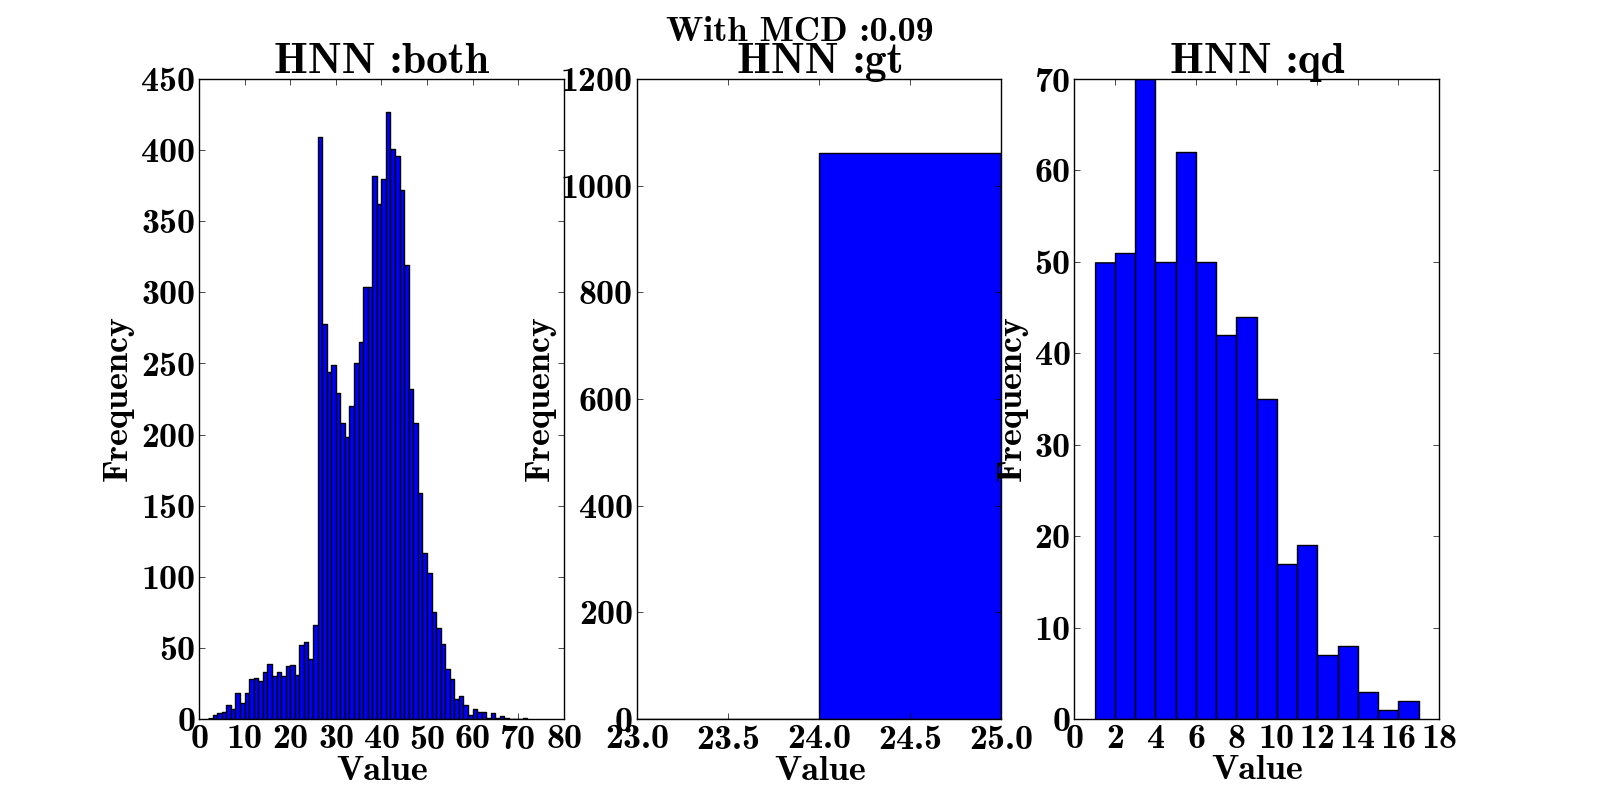 With MCD :0.09
HNN :both
450
400
350
300
250
200
150
100
50
0
0 10 20 30 40 50 60 70 80
Frequency
Value
HNN :gt
1200
1000
800
600
400
200
0
23.0 23.5 24.0 24.5 25.0
Frequency
Value
HNN :qd
70
60
50
40
30
20
10
0
0 2 4 6 8 10 12 14 16 18
Frequency
Value